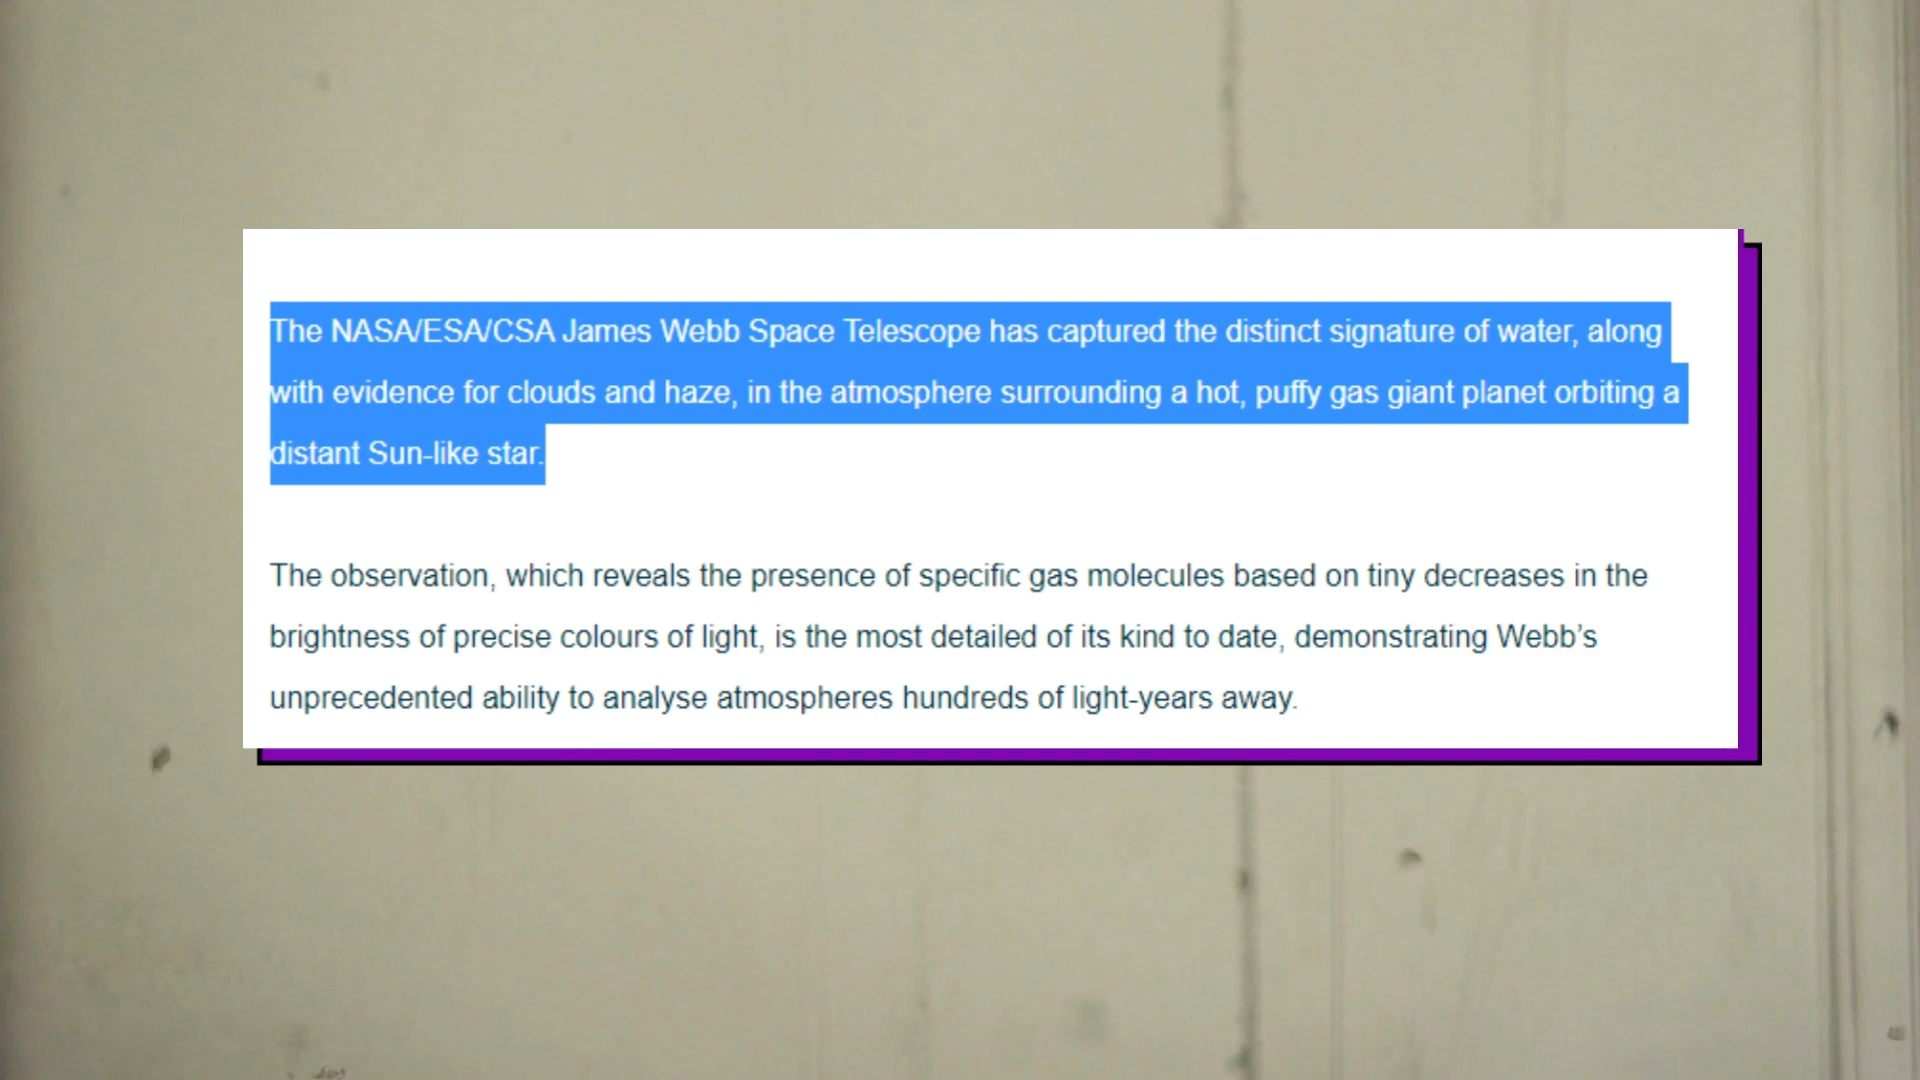 The NASA/ESA/CSA James Webb Space Telescope has captured the distinct signature of water, along
with evidence for clouds and haze, in the atmosphere surrounding a hot, puffy gas giant planet orbiting a
distant Sun-like star.
The observation, which reveals the presence of specific gas molecules based on tiny decreases in the
brightness of precise colours of light, is the most detailed of its kind to date, demonstrating Webb’s
unprecedented ability to analyse atmospheres hundreds of light-years away.